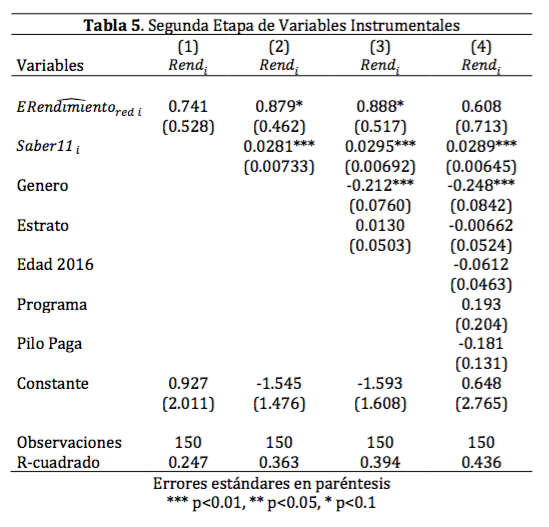 Tabla 5. Segunda Etapa de Variables Instrumentales
(1) (2) (3) (4)
Variables Rend_i Rend_i Rend_i Rend_i
ERendimiento_red i 0.741 0.879* 0.888* 0.608
(0.528) (0.462) (0.517) (0.713)
Saber11_i 0.0281*** 0.0295*** 0.0289***
(0.00733) (0.00692) (0.00645)
Genero -0.212*** -0.248***
(0.0760) (0.0842)
Estrato 0.0130 -0.00662
(0.0503) (0.0524)
Edad 2016 -0.0612
(0.0463)
Programa 0.193
(0.204)
Pilo Paga -0.181
(0.131)
Constante 0.927 -1.545 -1.593 0.648
(2.011) (1.476) (1.608) (2.765)
Observaciones 150 150 150 150
R-cuadrado 0.247 0.363 0.394 0.436
Errores estándares en paréntesis
*** p<0.01, ** p<0.05, * p<0.1